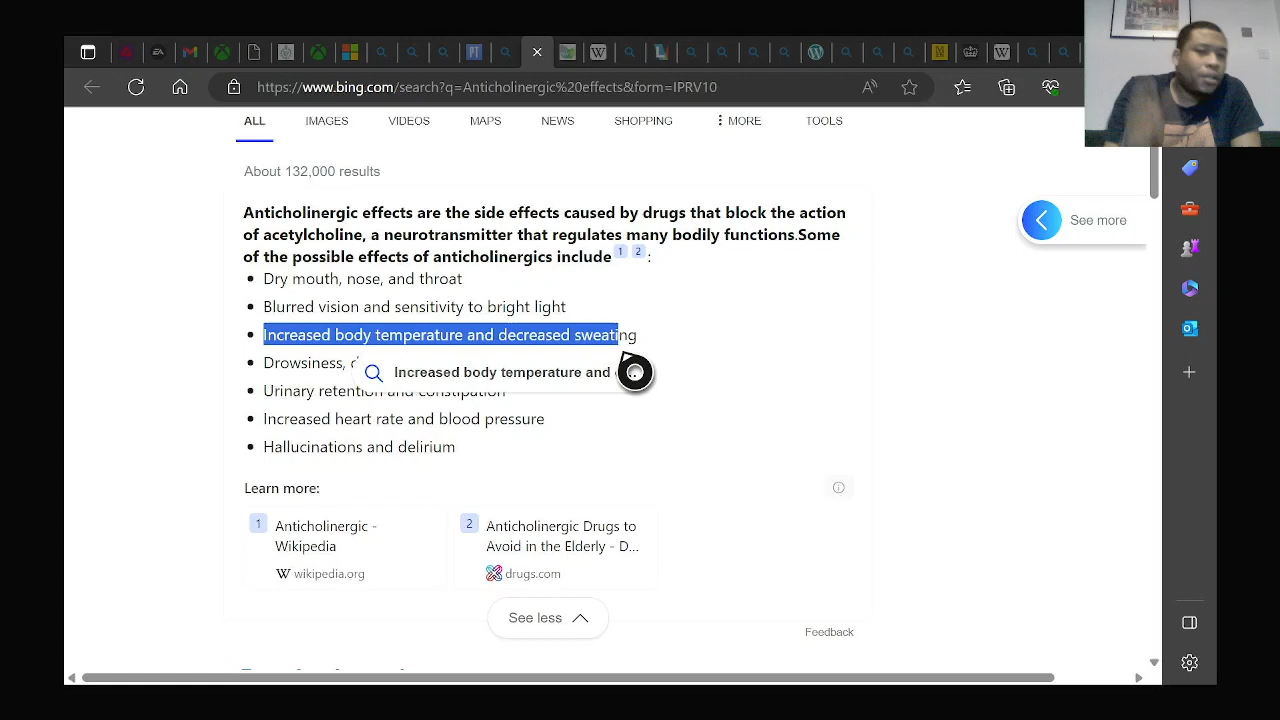 https://www.bing.com/search?q=Anticholinergic%20effects&form=IPRV10
ALL IMAGES VIDEOS MAPS NEWS SHOPPING MORE TOOLS
About 132,000 results
See more
Anticholinergic effects are the side effects caused by drugs that block the action
of acetylcholine, a neurotransmitter that regulates many bodily functions.Some
of the possible effects of anticholinergics include 1 2 :
• Dry mouth, nose, and throat
• Blurred vision and sensitivity to bright light
• Increased body temperature and decreased sweating
• Drowsiness,
Increased body temperature and
• Urinary retention and constipation
• Increased heart rate and blood pressure
• Hallucinations and delirium
Learn more:
1 Anticholinergic -
Wikipedia
wikipedia.org
2 Anticholinergic Drugs to
Avoid in the Elderly - D...
drugs.com
See less
Feedback